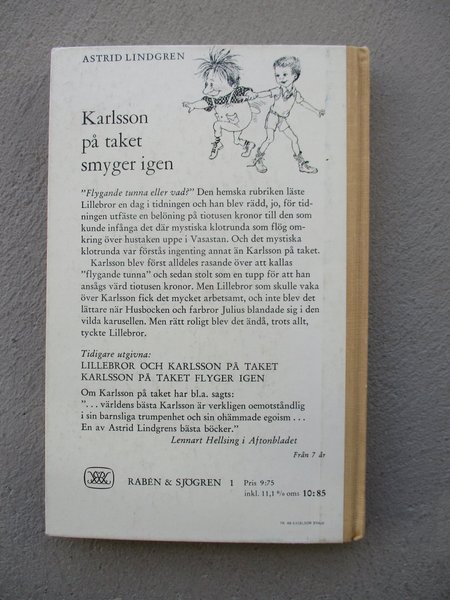 ASTRID LINDGREN
Karlsson
på taket
smyger igen
"Flygande tunna eller vad?" Den hemska rubriken läste
Lillebror en dag i tidningen och han blev rädd, jo, för tid-
ningen utfäste en belöning på tiotusen kronor till den som
kunde infånga det där mystiska klotrunda som flög om-
kring över hustaken uppe i Vasastan. Och det mystiska
klotrunda var förstås ingenting annat än Karlsson på taket.
Karlsson blev först alldeles rasande över att kallas
"flygande tunna" och sedan stolt som en tupp för att han
ansågs värd tiotusen kronor. Men Lillebror som skulle vaka
över Karlsson fick det mycket arbetsamt, och inte blev det
lättare när Husbocken och farbror Julius blandade sig i den
vilda karusellen. Men rätt roligt blev det ändå, trots allt,
tyckte Lillebror.
Tidigare utgivna:
LILLEBROR OCH KARLSSON PÅ TAKET
KARLSSON PÅ TAKET FLYGER IGEN
Om Karlsson på taket har bl.a. sagts:
"... världens bästa Karlsson är verkligen oemotståndlig
i sin barnsliga trumpenhet och sin ohämmade egoism ...
En av Astrid Lindgrens bästa böcker."
Lennart Hellsing i Aftonbladet
Från 7 år
RABÉN & SJÖGREN 1 Pris 9:75
inkl. 11,1 % oms 10:85